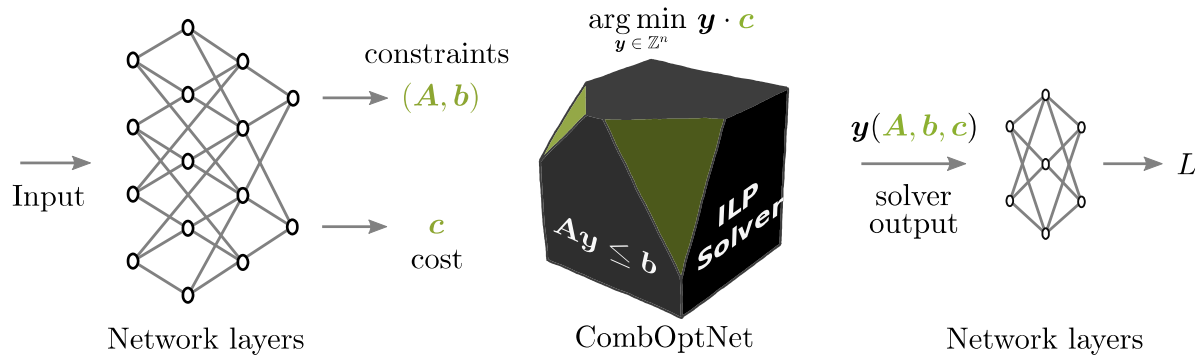 Input
constraints
(A, b)
c
cost
Network layers
arg min y · c
y ∈ ℤⁿ
Ay ≤ b
ILP
Solver
CombOptNet
y(A, b, c)
solver
output
L
Network layers